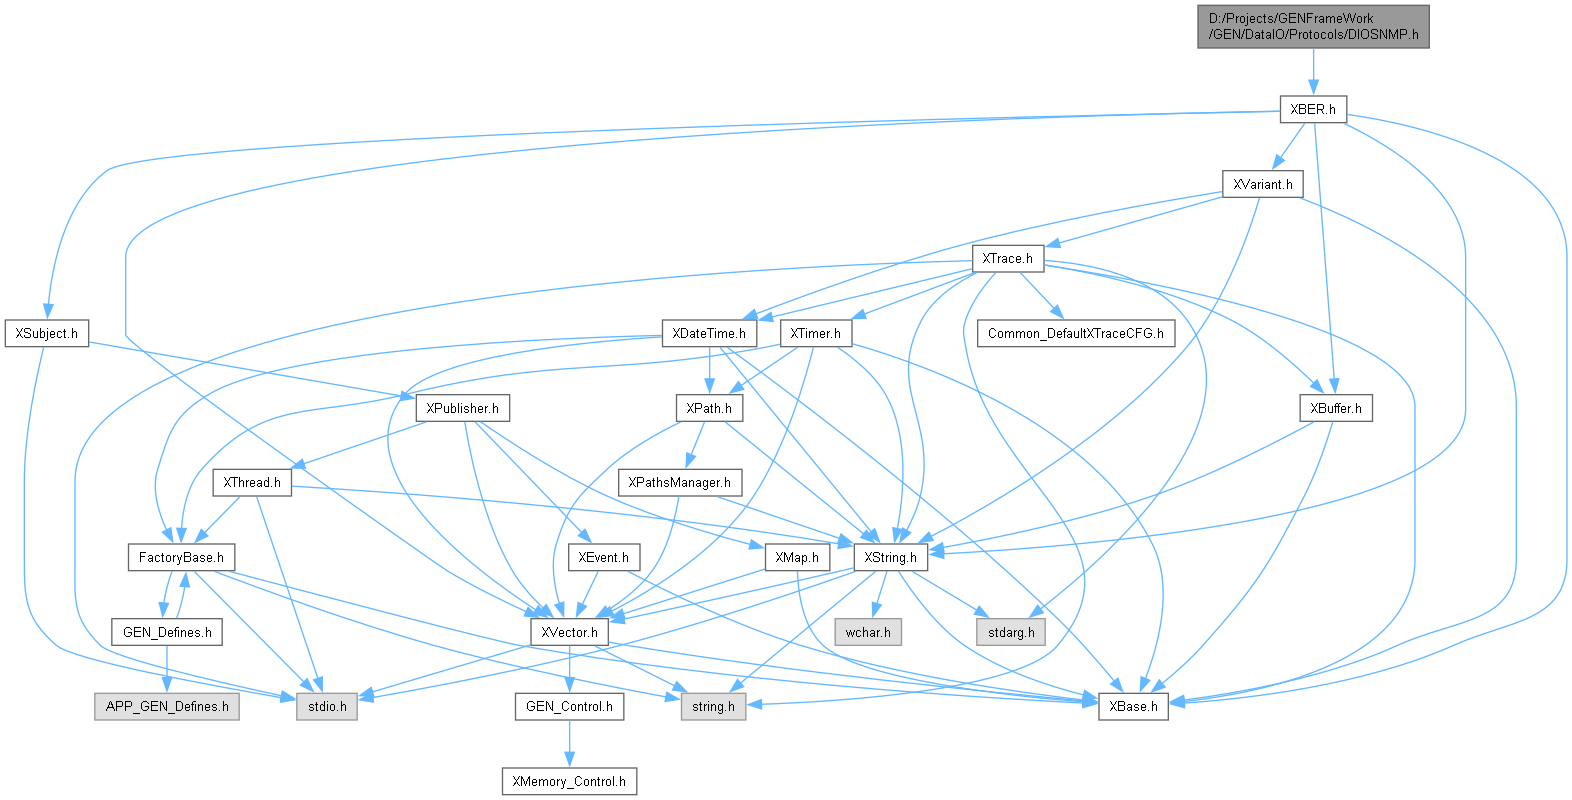 D:/Projects/GENFrameWork
/GEN/DataIO/Protocols/DIOSNMP.h
XBER.h
XVariant.h
XTrace.h
XSubject.h
XDateTime.h
XTimer.h
Common_DefaultXTraceCFG.h
XPublisher.h
XPath.h
XBuffer.h
XThread.h
XPathsManager.h
FactoryBase.h
XEvent.h
XMap.h
XString.h
GEN_Defines.h
XVector.h
wchar.h
stdarg.h
APP_GEN_Defines.h
stdio.h
GEN_Control.h
string.h
XBase.h
XMemory_Control.h